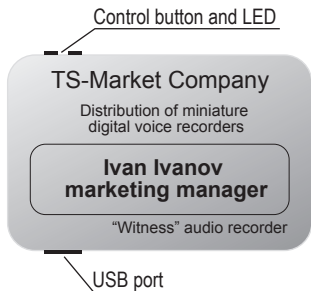 Control button and LED
TS-Market Company
Distribution of miniature
digital voice recorders
Ivan Ivanov
marketing manager
“Witness” audio recorder
USB port